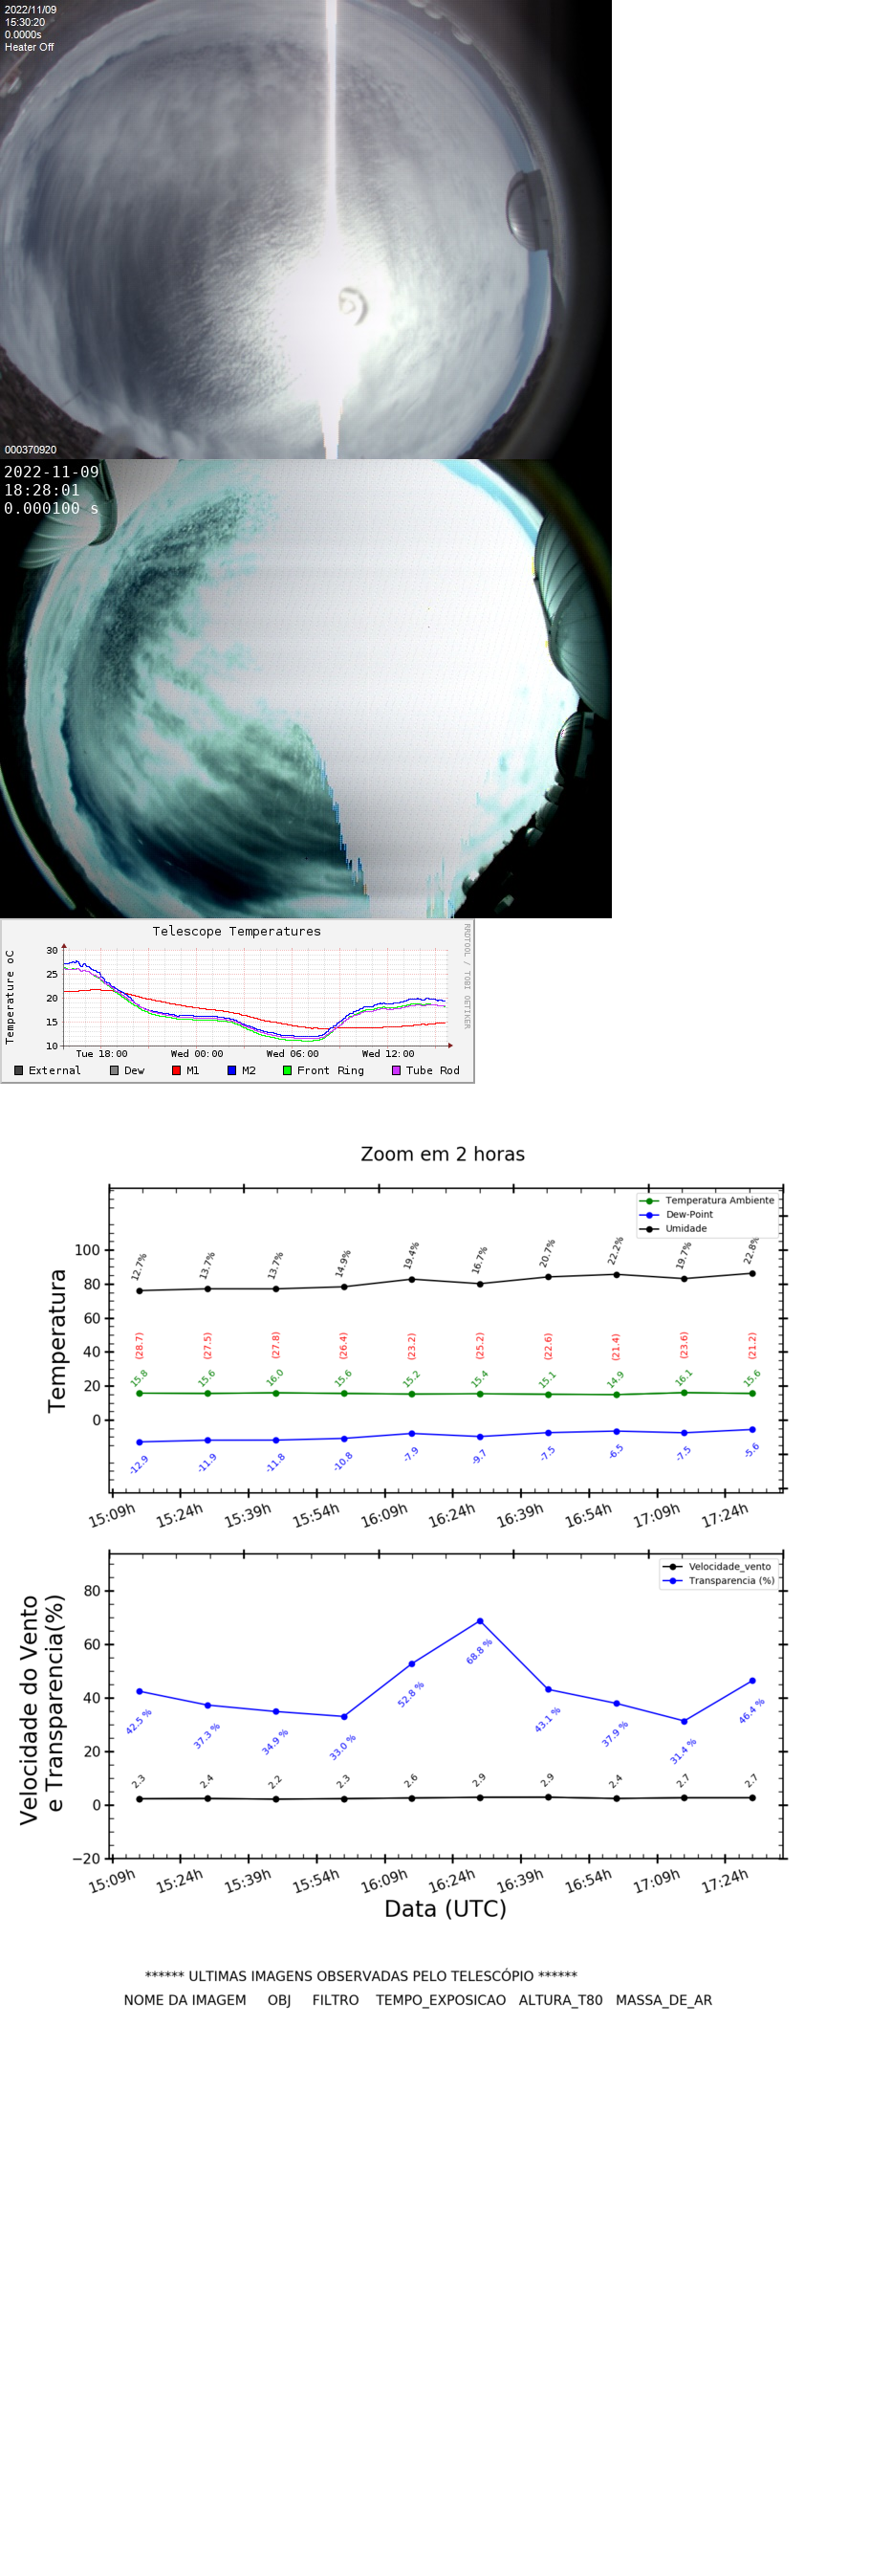 2022/11/09
15:30:20
0.0000s
Heater Off
000370920
2022-11-09
18:28:01
0.000100 s
Telescope Temperatures
RRDTOOL / TOBI OETIKER
Temperature oC
30
25
20
15
10
Tue 18:00 Wed 00:00 Wed 06:00 Wed 12:00
External Dew M1 M2 Front Ring Tube Rod
Zoom em 2 horas
Temperatura Ambiente
Dew-Point
Umidade
Temperatura
100
80
60
40
20
0
12.7% 13.7% 13.7% 14.9% 19.4% 16.7% 20.7% 22.2% 19.7% 22.8%
(28.7) (27.5) (27.8) (26.4) (23.2) (25.2) (22.6) (21.4) (23.6) (21.2)
15.8 15.6 16.0 15.6 15.2 15.4 15.1 14.9 16.1 15.6
-12.9 -11.9 -11.8 -10.8 -7.9 -9.7 -7.5 -6.5 -7.5 -5.6
15:09h 15:24h 15:39h 15:54h 16:09h 16:24h 16:39h 16:54h 17:09h 17:24h
Velocidade_vento
Transparencia (%)
Velocidade do Vento
e Transparencia(%)
80
60
40
20
0
−20
42.5 % 37.3 % 34.9 % 33.0 % 52.8 % 68.8 % 43.1 % 37.9 % 31.4 % 46.4 %
2.3 2.4 2.2 2.3 2.6 2.9 2.9 2.4 2.7 2.7
15:09h 15:24h 15:39h 15:54h 16:09h 16:24h 16:39h 16:54h 17:09h 17:24h
Data (UTC)
****** ULTIMAS IMAGENS OBSERVADAS PELO TELESCÓPIO ******
NOME DA IMAGEM OBJ FILTRO TEMPO_EXPOSICAO ALTURA_T80 MASSA_DE_AR